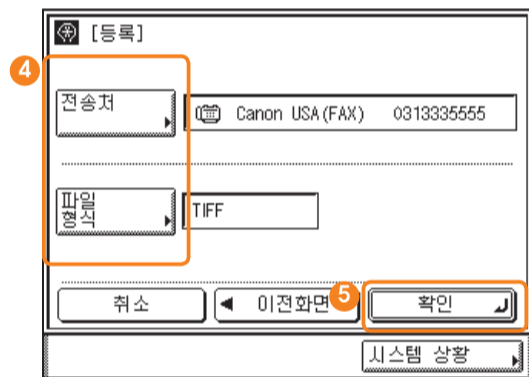 [등록]
4
전송처
Canon USA(FAX) 0313335555
파일
형식
TIFF
5
취소
◀ 이전화면
확인
시스템 상황